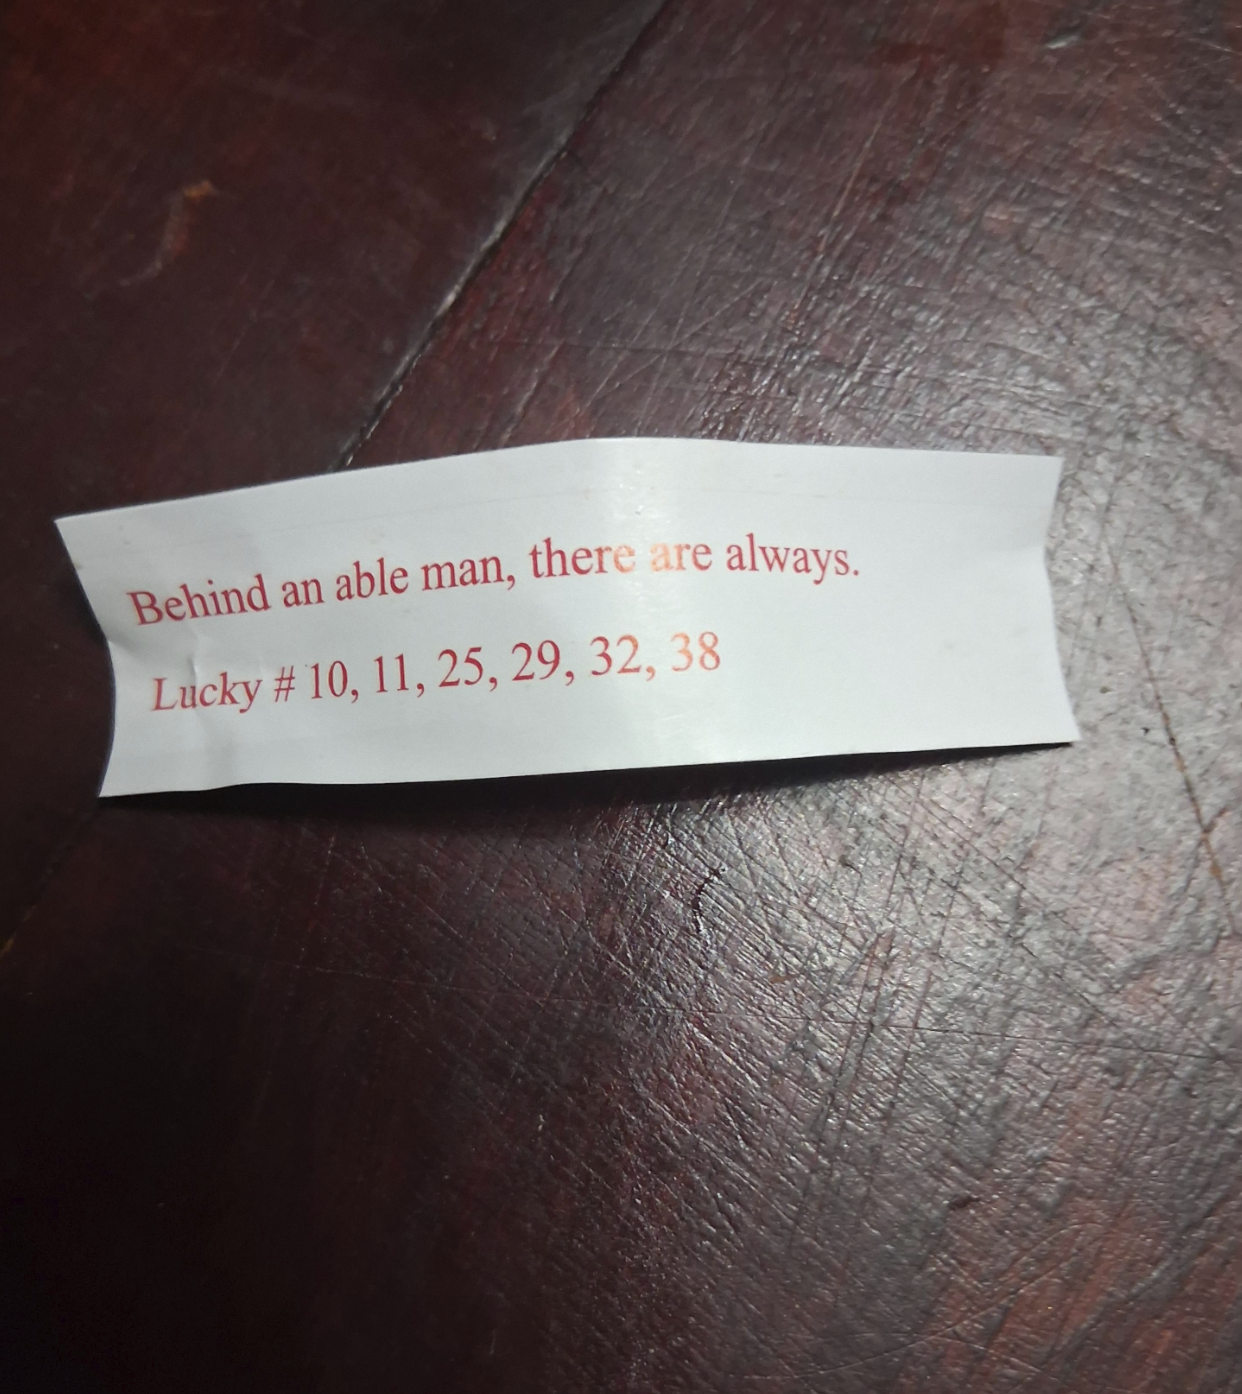 Behind an able man, there are always.
Lucky # 10, 11, 25, 29, 32, 38